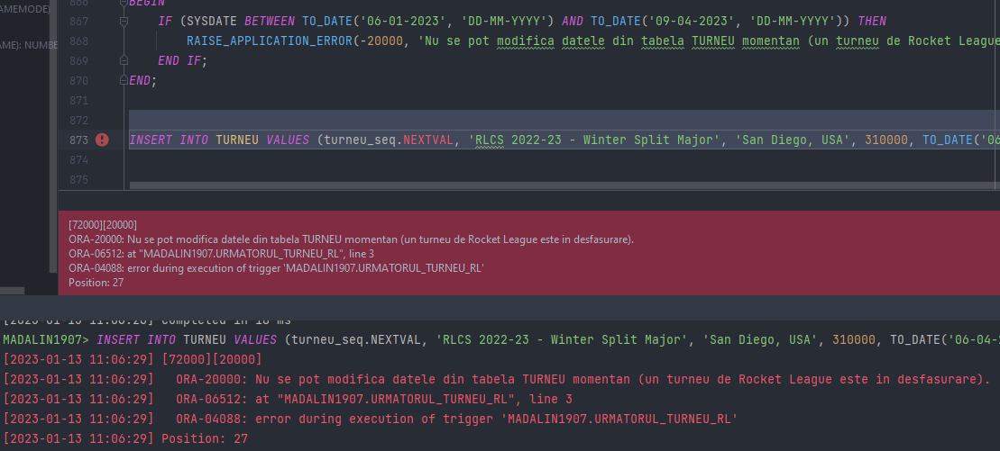 AMEMODE)
AME): NUMBE
866 BEGIN
867 IF (SYSDATE BETWEEN TO_DATE('06-01-2023', 'DD-MM-YYYY') AND TO_DATE('09-04-2023', 'DD-MM-YYYY')) THEN
868 RAISE_APPLICATION_ERROR(-20000, 'Nu se pot modifica datele din tabela TURNEU momentan (un turneu de Rocket League
869 END IF;
870 END;
871
872
873 INSERT INTO TURNEU VALUES (turneu_seq.NEXTVAL, 'RLCS 2022-23 - Winter Split Major', 'San Diego, USA', 310000, TO_DATE('06
874
875
[72000][20000]
ORA-20000: Nu se pot modifica datele din tabela TURNEU momentan (un turneu de Rocket League este in desfasurare).
ORA-06512: at "MADALIN1907.URMATORUL_TURNEU_RL", line 3
ORA-04088: error during execution of trigger 'MADALIN1907.URMATORUL_TURNEU_RL'
Position: 27
[2023-01-13 11:06:26] completed in 16 ms
MADALIN1907> INSERT INTO TURNEU VALUES (turneu_seq.NEXTVAL, 'RLCS 2022-23 - Winter Split Major', 'San Diego, USA', 310000, TO_DATE('06-04-2
[2023-01-13 11:06:29] [72000][20000]
[2023-01-13 11:06:29] ORA-20000: Nu se pot modifica datele din tabela TURNEU momentan (un turneu de Rocket League este in desfasurare).
[2023-01-13 11:06:29] ORA-06512: at "MADALIN1907.URMATORUL_TURNEU_RL", line 3
[2023-01-13 11:06:29] ORA-04088: error during execution of trigger 'MADALIN1907.URMATORUL_TURNEU_RL'
[2023-01-13 11:06:29] Position: 27